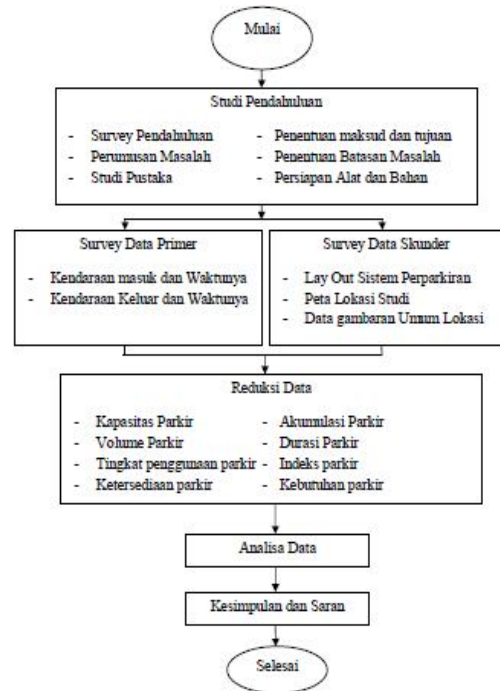 Mulai
Studi Pendahuluan
- Survey Pendahuluan
- Perumusan Masalah
- Studi Pustaka
- Penentuan maksud dan tujuan
- Penentuan Batasan Masalah
- Persiapan Alat dan Bahan
Survey Data Primer
- Kendaraan masuk dan Waktunya
- Kendaraan Keluar dan Waktunya
Survey Data Skunder
- Lay Out Sistem Perparkiran
- Peta Lokasi Studi
- Data gambaran Umum Lokasi
Reduksi Data
- Kapasitas Parkir
- Volume Parkir
- Tingkat penggunaan parkir
- Ketersediaan parkir
- Akumulasi Parkir
- Durasi Parkir
- Indeks parkir
- Kebutuhan parkir
Analisa Data
Kesimpulan dan Saran
Selesai